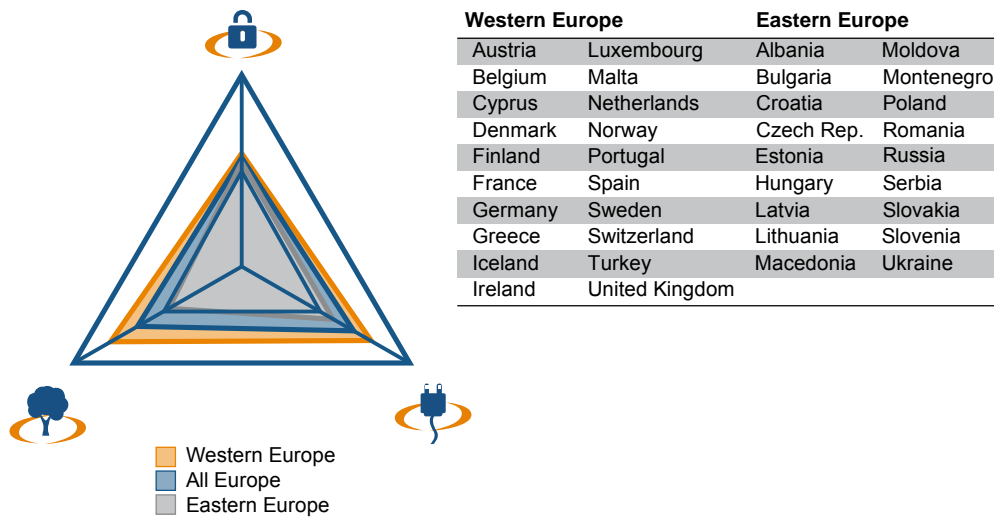 Western Europe Eastern Europe
Austria Luxembourg Albania Moldova
Belgium Malta Bulgaria Montenegro
Cyprus Netherlands Croatia Poland
Denmark Norway Czech Rep. Romania
Finland Portugal Estonia Russia
France Spain Hungary Serbia
Germany Sweden Latvia Slovakia
Greece Switzerland Lithuania Slovenia
Iceland Turkey Macedonia Ukraine
Ireland United Kingdom
Western Europe
All Europe
Eastern Europe